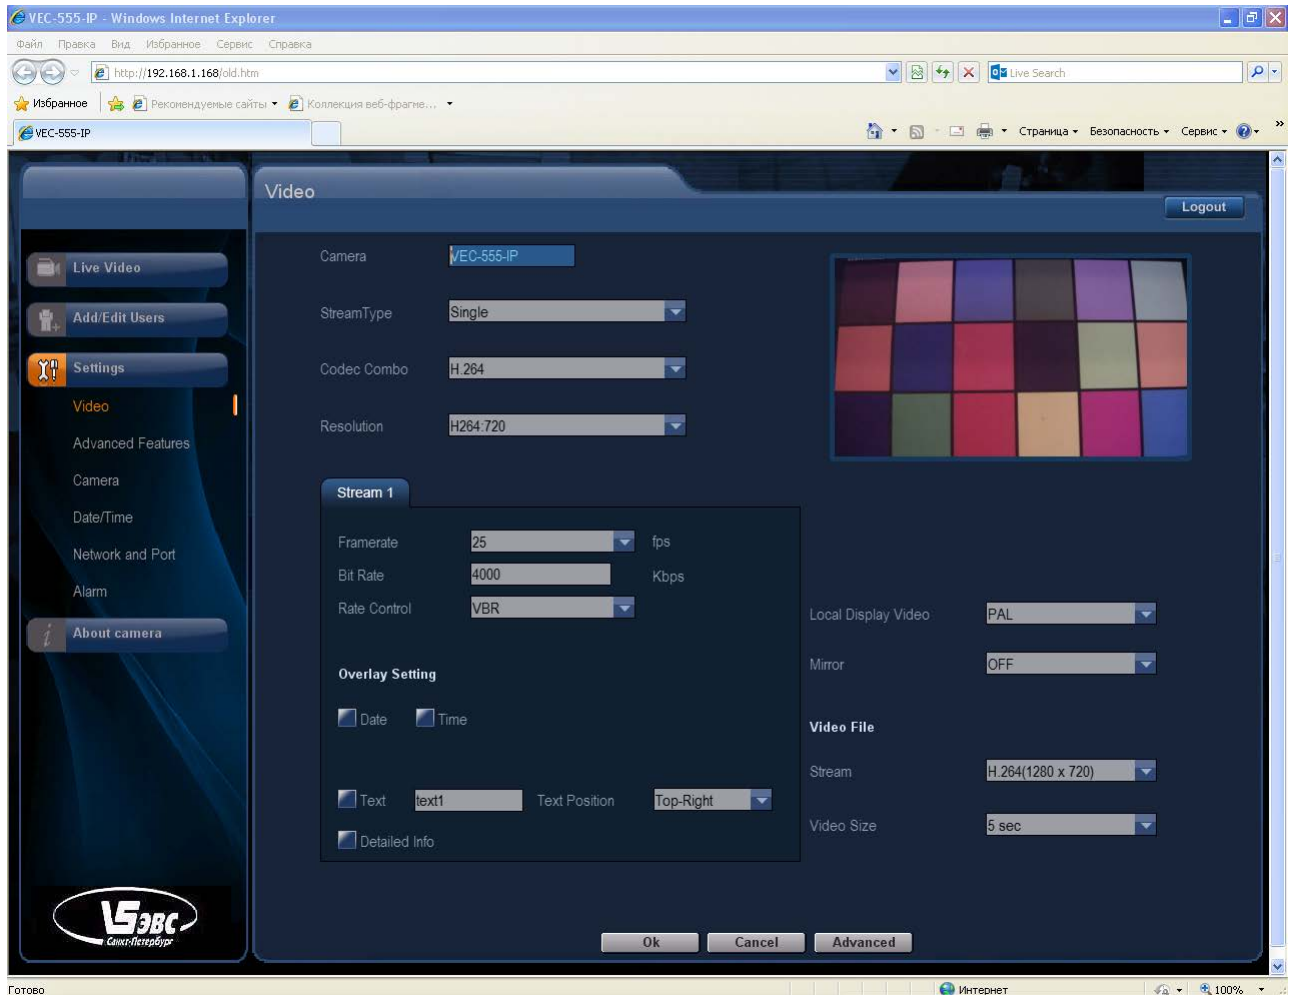 VEC-555-IP - Windows Internet Explorer
Файл Правка Вид Избранное Сервис Справка
http://192.168.1.168/old.htm
Live Search
Избранное Рекомендуемые сайты Коллекция веб-фрагме...
VEC-555-IP
Страница Безопасность Сервис »
Video
Logout
Live Video
Add/Edit Users
Settings
Video
Advanced Features
Camera
Date/Time
Network and Port
Alarm
About camera
Camera VEC-555-IP
StreamType Single
Codec Combo H.264
Resolution H264:720
Stream 1
Framerate 25 fps
Bit Rate 4000 Kbps
Rate Control VBR
Overlay Setting
Date Time
Text text1 Text Position Top-Right
Detailed Info
Local Display Video PAL
Mirror OFF
Video File
Stream H.264(1280 x 720)
Video Size 5 sec
ЭВС
Санкт-Петербург
Ok Cancel Advanced
Готово Интернет 100%